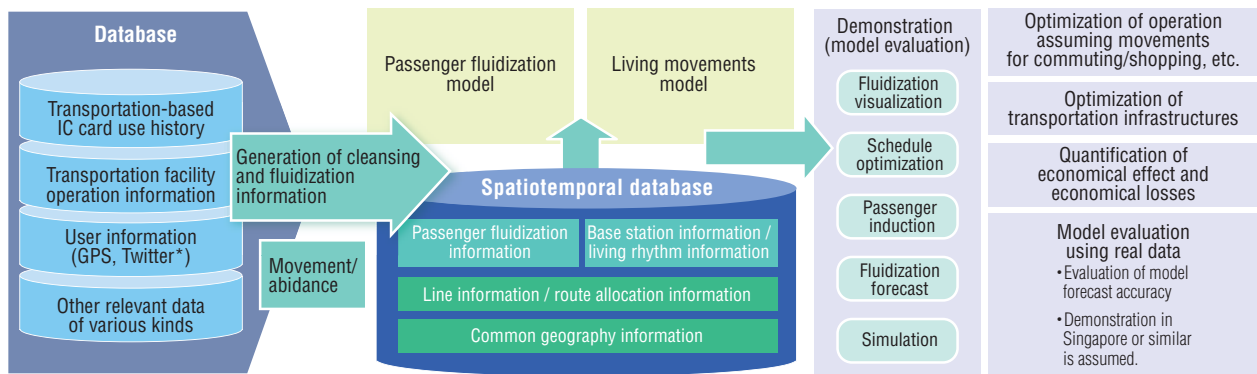 Database
Transportation-based
IC card use history
Transportation facility
operation information
User information
(GPS, Twitter*)
Other relevant data
of various kinds
Generation of cleansing
and fluidization
information
Movement/
abidance
Passenger fluidization
model
Living movements
model
Spatiotemporal database
Passenger fluidization
information
Base station information /
living rhythm information
Line information / route allocation information
Common geography information
Demonstration
(model evaluation)
Fluidization
visualization
Schedule
optimization
Passenger
induction
Fluidization
forecast
Simulation
Optimization of operation
assuming movements
for commuting/shopping, etc.
Optimization of
transportation infrastructures
Quantification of
economical effect and
economical losses
Model evaluation
using real data
• Evaluation of model
forecast accuracy
• Demonstration in
Singapore or similar
is assumed.